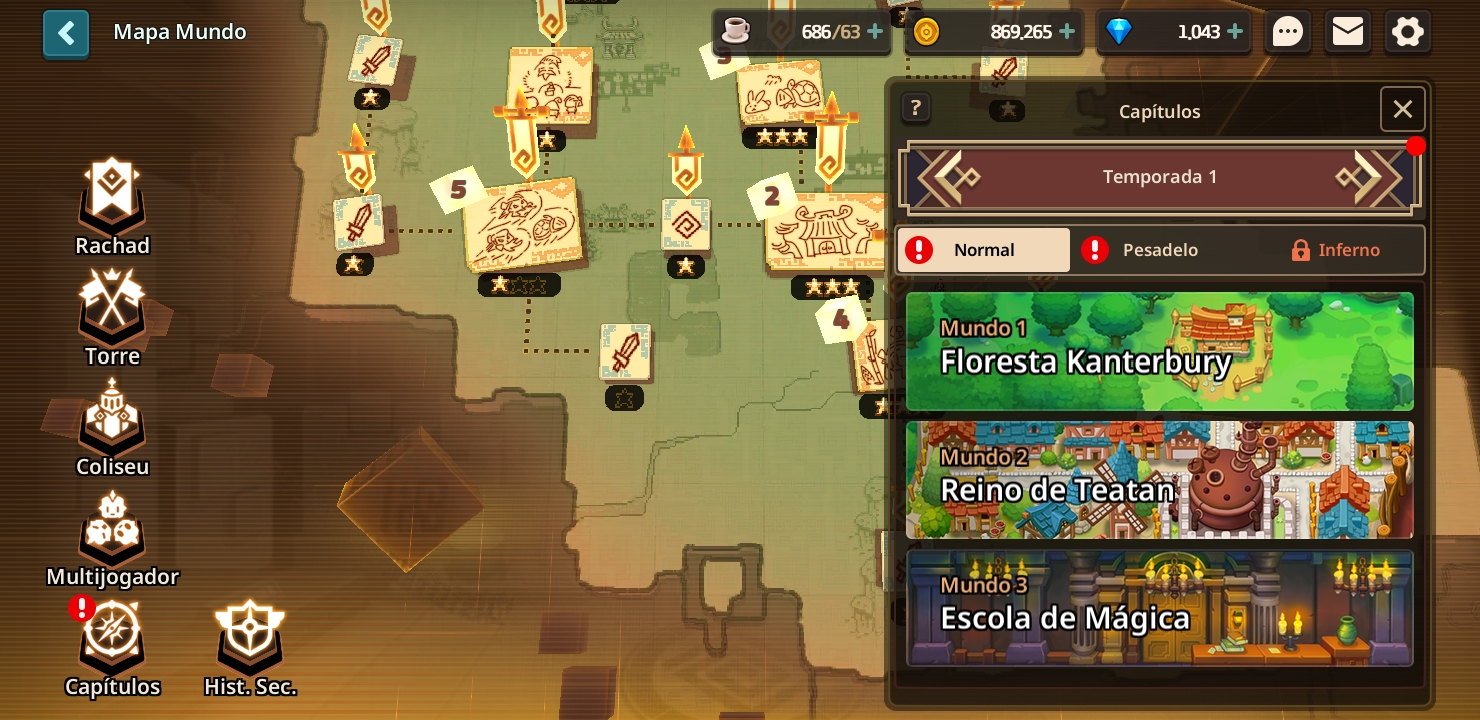 Mapa Mundo
686/63
869,265
1,043
3
5
2
4
Rachad
Torre
Coliseu
Multijogador
Capítulos
Hist. Sec.
?
Capítulos
Temporada 1
Normal
Pesadelo
Inferno
Mundo 1
Floresta Kanterbury
Mundo 2
Reino de Teatan
Mundo 3
Escola de Mágica